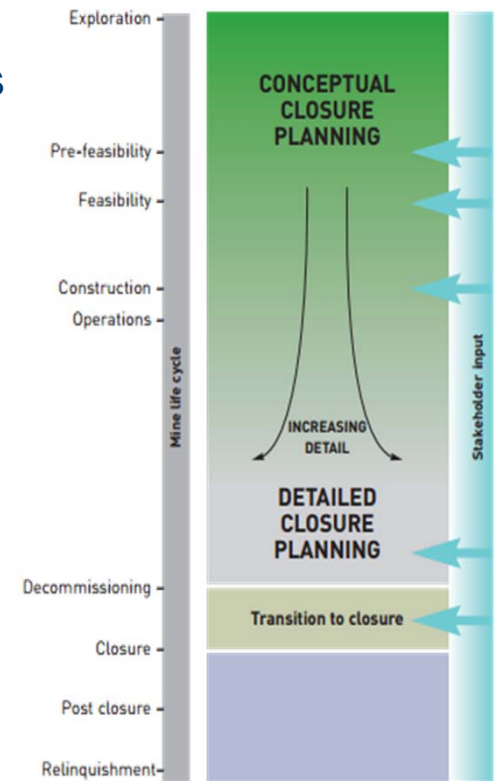 s
Exploration
CONCEPTUAL
CLOSURE
PLANNING
Pre-feasibility
Feasibility
Construction
Operations
Mine life cycle
Stakeholder input
INCREASING
DETAIL
DETAILED
CLOSURE
PLANNING
Decommissioning
Transition to closure
Closure
Post closure
Relinquishment